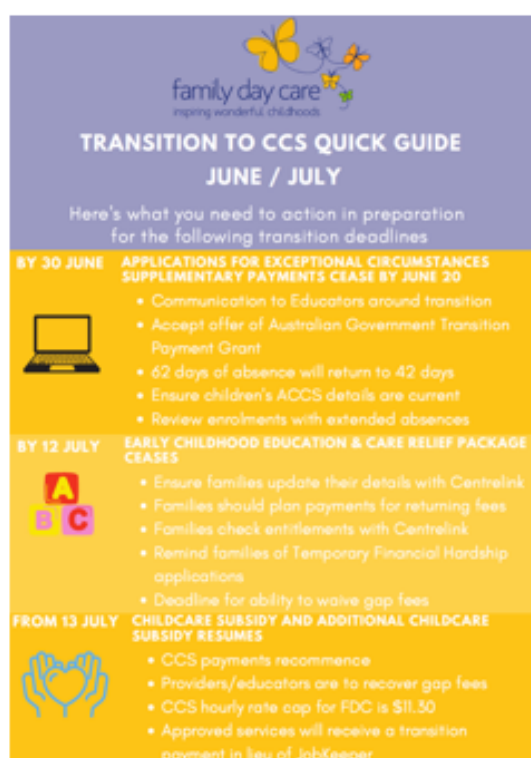 family day care
inspiring wonderful childhoods
TRANSITION TO CCS QUICK GUIDE
JUNE / JULY
Here's what you need to action in preparation
for the following transition deadlines
BY 30 JUNE
APPLICATIONS FOR EXCEPTIONAL CIRCUMSTANCES
SUPPLEMENTARY PAYMENTS CEASE BY JUNE 20
• Communication to Educators around transition
• Accept offer of Australian Government Transition
Payment Grant
• 62 days of absence will return to 42 days
• Ensure children's ACCS details are current
• Review enrolments with extended absences
BY 12 JULY
EARLY CHILDHOOD EDUCATION & CARE RELIEF PACKAGE
CEASES
A
B C
• Ensure families update their details with Centrelink
• Families should plan payments for returning fees
• Families check entitlements with Centrelink
• Remind families of Temporary Financial Hardship
applications
• Deadline for ability to waive gap fees
FROM 13 JULY
CHILDCARE SUBSIDY AND ADDITIONAL CHILDCARE
SUBSIDY RESUMES
• CCS payments recommence
• Providers/educators are to recover gap fees
• CCS hourly rate cap for FDC is $11.30
• Approved services will receive a transition
payment in lieu of JobKeeper